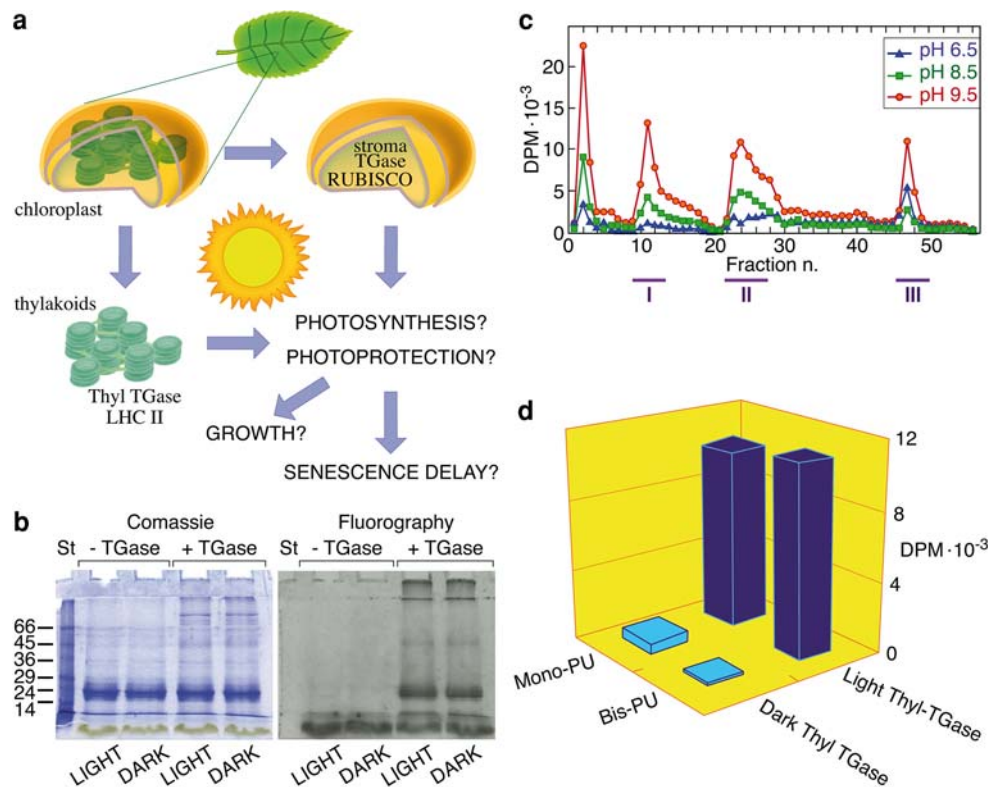 a
stroma
TGase
RUBISCO
chloroplast
thylakoids
PHOTOSYNTHESIS?
PHOTOPROTECTION?
Thyl TGase
LHC II
GROWTH?
SENESCENCE DELAY?
b
Comassie
Fluorography
St - TGase + TGase
St - TGase + TGase
66
45
36
29
24
14
LIGHT DARK LIGHT DARK
LIGHT DARK LIGHT DARK
c
DPM·10-3
20
15
10
5
0
pH 6.5
pH 8.5
pH 9.5
0 10 20 30 40 50
Fraction n.
I II III
d
12
8
DPM·10-3
4
0
Mono-PU
Bis-PU
Dark Thyl TGase
Light Thyl-TGase